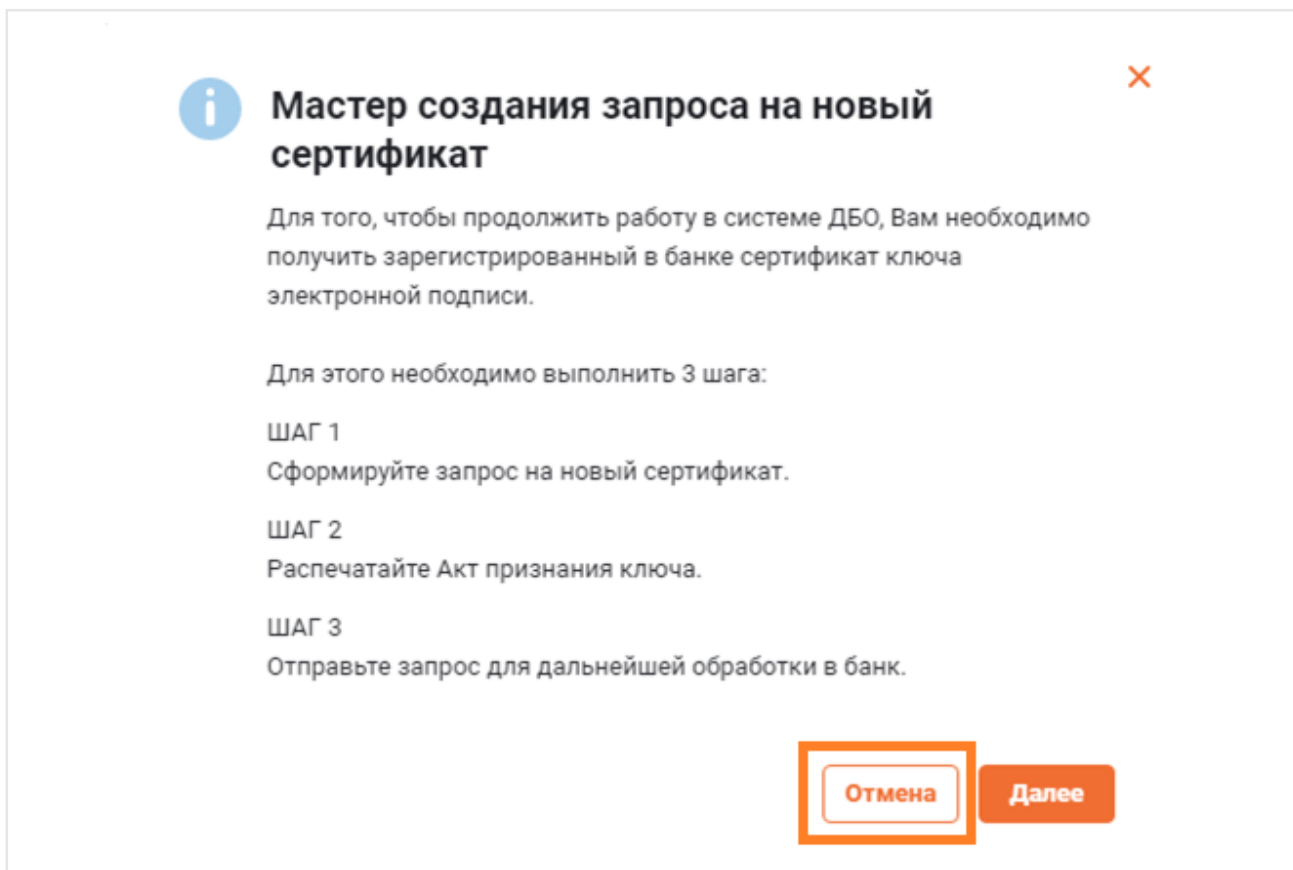 Мастер создания запроса на новый
сертификат
Для того, чтобы продолжить работу в системе ДБО, Вам необходимо
получить зарегистрированный в банке сертификат ключа
электронной подписи.
Для этого необходимо выполнить 3 шага:
ШАГ 1
Сформируйте запрос на новый сертификат.
ШАГ 2
Распечатайте Акт признания ключа.
ШАГ 3
Отправьте запрос для дальнейшей обработки в банк.
Отмена Далее